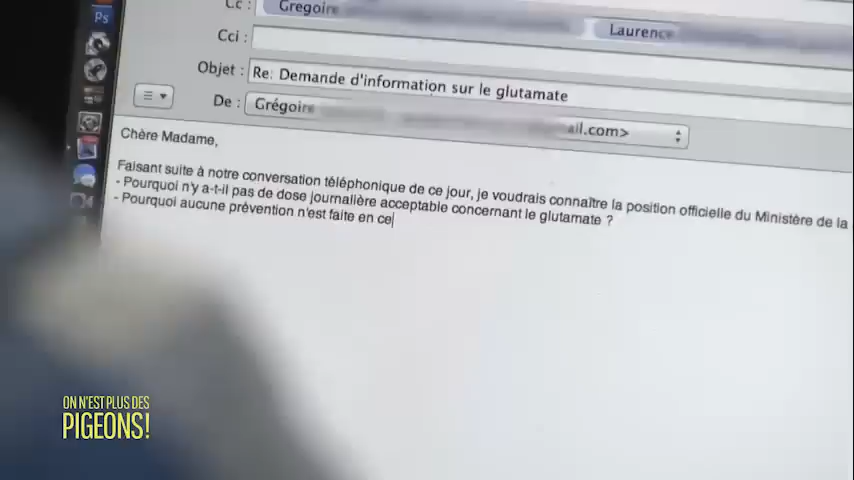 Cc : Gregoire
Laurence
Cci :
Objet : Re: Demande d'information sur le glutamate
De : Grégoire ail.com>
Chère Madame,
Faisant suite à notre conversation téléphonique de ce jour, je voudrais connaître la position officielle du Ministère de la
- Pourquoi n'y a-t-il pas de dose journalière acceptable concernant le glutamate ?
- Pourquoi aucune prévention n'est faite en ce
Ps
ON N'EST PLUS DES
PIGEONS!